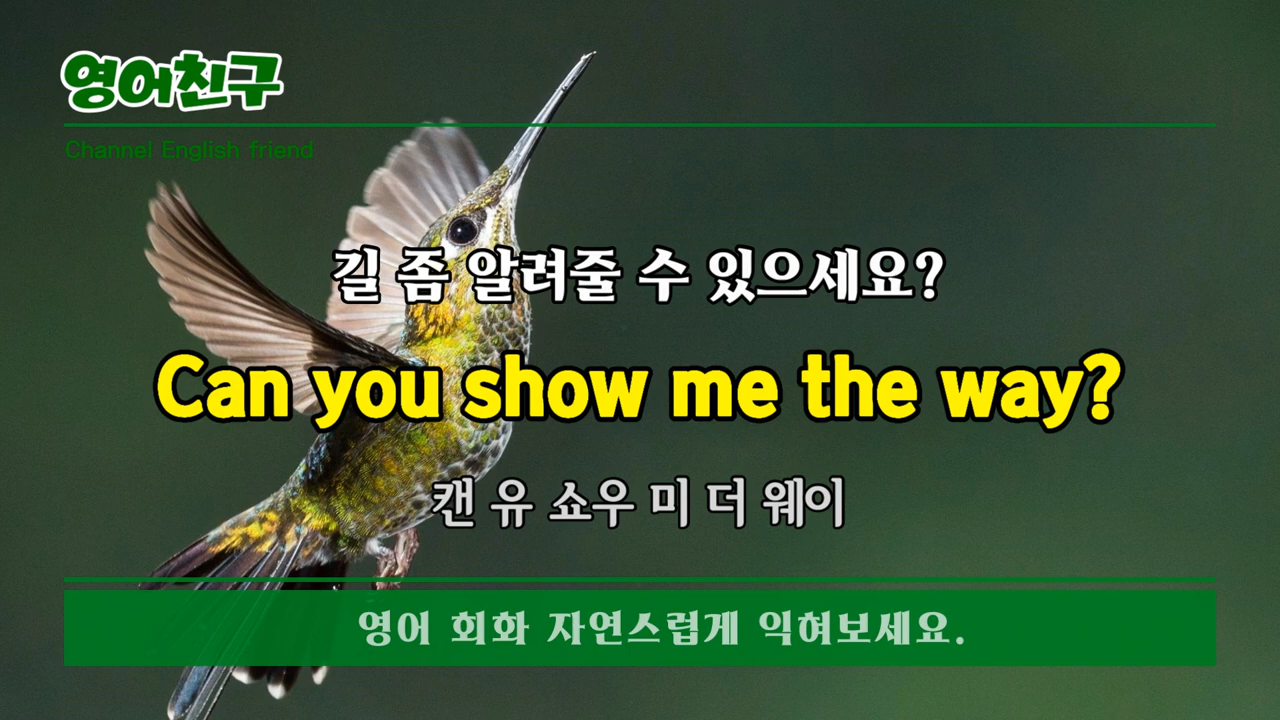 영어친구
Channel English friend
길 좀 알려줄 수 있으세요?
Can you show me the way?
캔 유 쇼우 미 더 웨이
영어 회화 자연스럽게 익혀보세요.